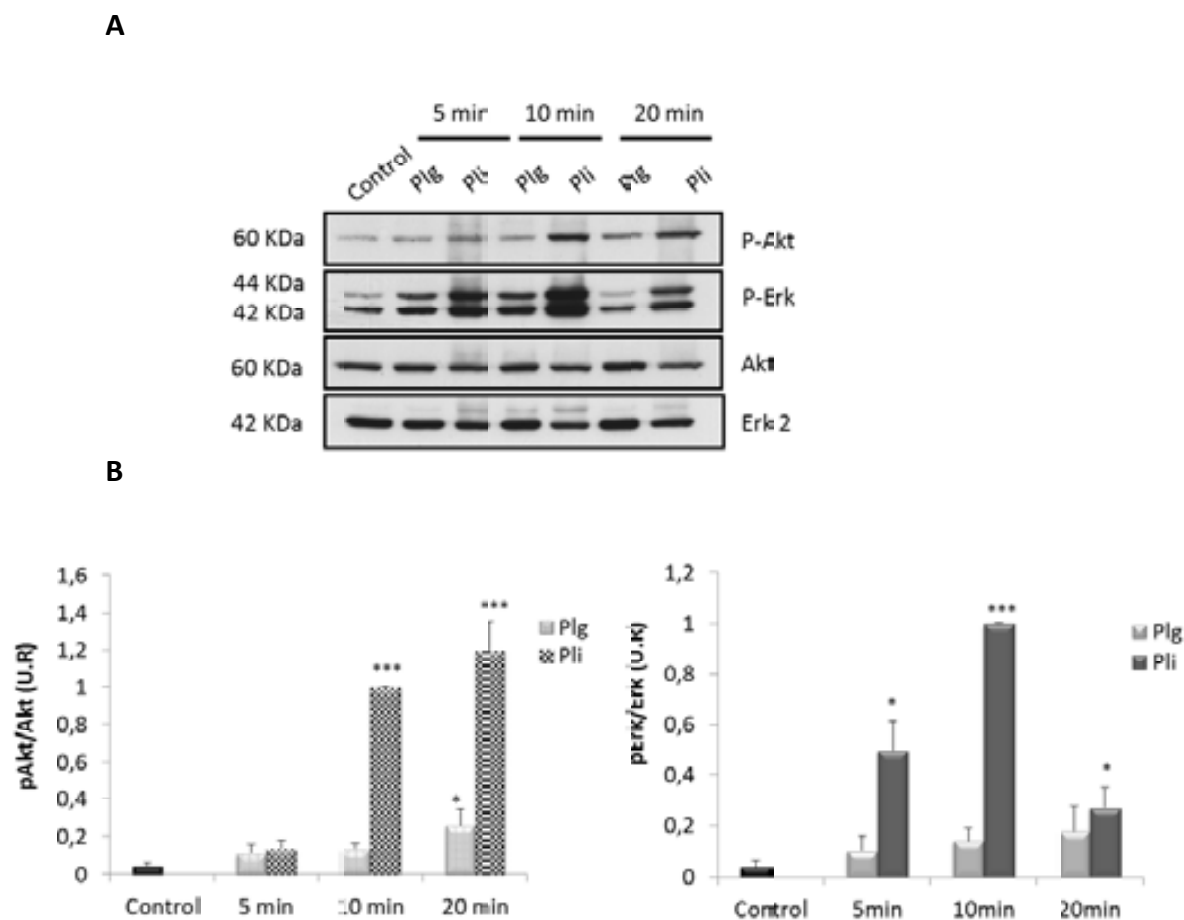 A
5 min 10 min 20 min
Control Plg Pli Plg Pli Plg Pli
60 KDa P-Akt
44 KDa
P-Erk
42 KDa
60 KDa Akt
42 KDa Erk 2
B
pAkt/Akt (U.R)
1,6
1,4
1,2
1
0,8
0,6
0,4
0,2
0
***
***
*
Plg
Pli
Control 5 min 10 min 20 min
pErk/Erk (U.R)
1,2
1
0,8
0,6
0,4
0,2
0
*
***
*
Plg
Pli
Control 5min 10min 20min